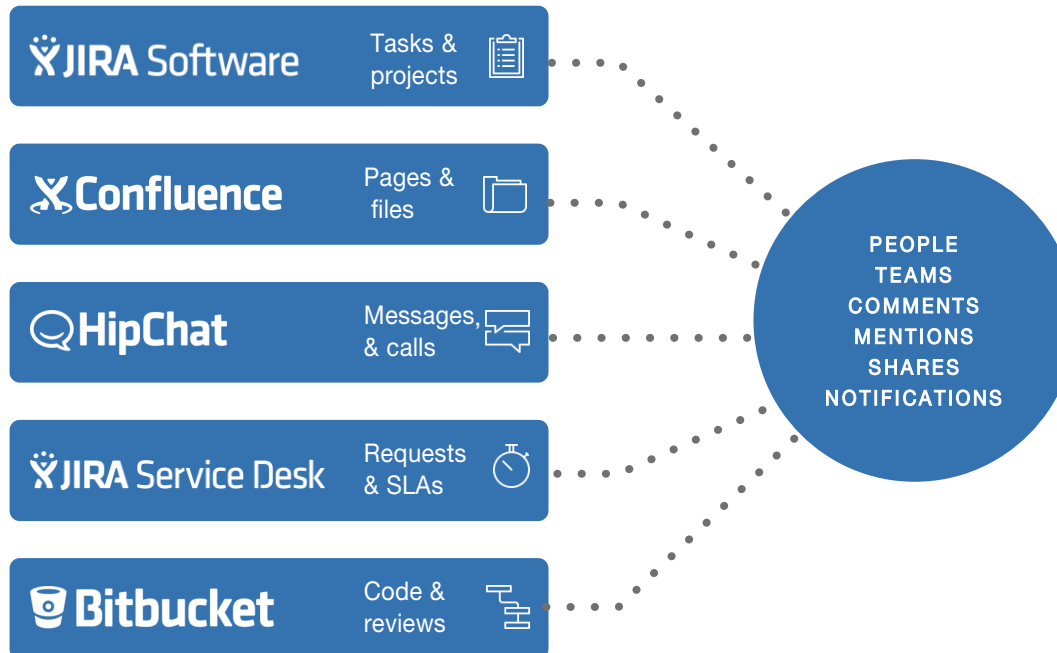 JIRA Software
Tasks &
projects
Confluence
Pages &
files
HipChat
Messages,
& calls
JIRA Service Desk
Requests
& SLAs
Bitbucket
Code &
reviews
PEOPLE
TEAMS
COMMENTS
MENTIONS
SHARES
NOTIFICATIONS